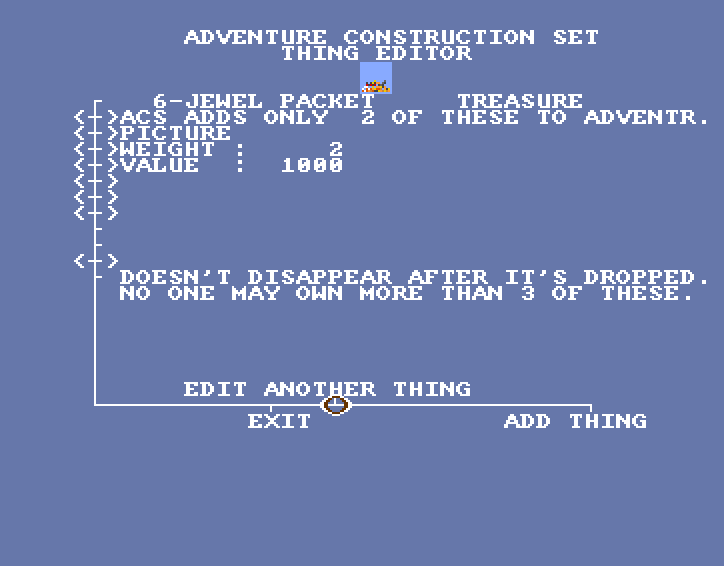 ADVENTURE CONSTRUCTION SET
THING EDITOR
6-JEWEL PACKET TREASURE
<+>ACS ADDS ONLY 2 OF THESE TO ADVENTR.
<+>PICTURE
<+>WEIGHT : 2
<+>VALUE : 1000
<+>
<+>
<+>
<+>
DOESN'T DISAPPEAR AFTER IT'S DROPPED.
NO ONE MAY OWN MORE THAN 3 OF THESE.
EDIT ANOTHER THING
EXIT ADD THING